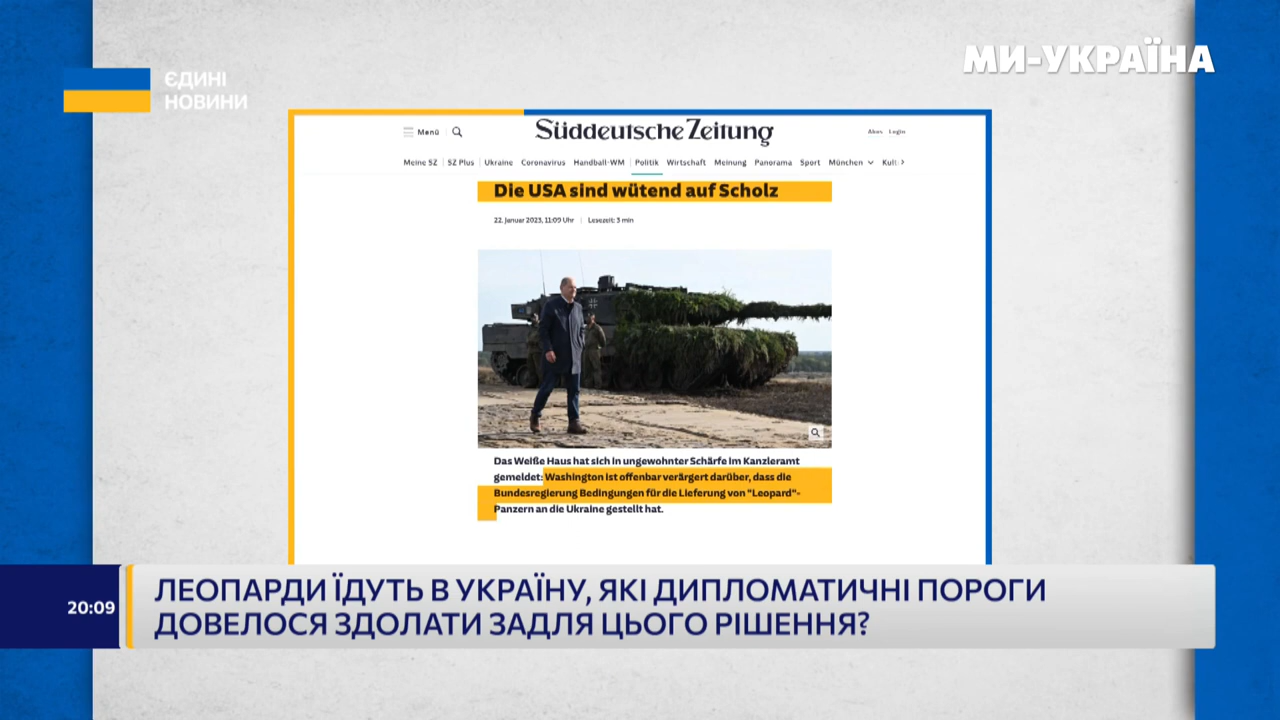 МИ-УКРАЇНА
ЄДИНІ
НОВИНИ
Menü
Süddeutsche Zeitung
Abos Login
Meine SZ SZ Plus Ukraine Coronavirus Handball-WM Politik Wirtschaft Meinung Panorama Sport München Kult
Die USA sind wütend auf Scholz
22. Januar 2023, 11:09 Uhr Lesezeit: 3 min
Das Weiße Haus hat sich in ungewohnter Schärfe im Kanzleramt
gemeldet: Washington ist offenbar verärgert darüber, dass die
Bundesregierung Bedingungen für die Lieferung von "Leopard"-
Panzern an die Ukraine gestellt hat.
20:09
ЛЕОПАРДИ ЇДУТЬ В УКРАЇНУ, ЯКІ ДИПЛОМАТИЧНІ ПОРОГИ
ДОВЕЛОСЯ ЗДОЛАТИ ЗАДЛЯ ЦЬОГО РІШЕННЯ?